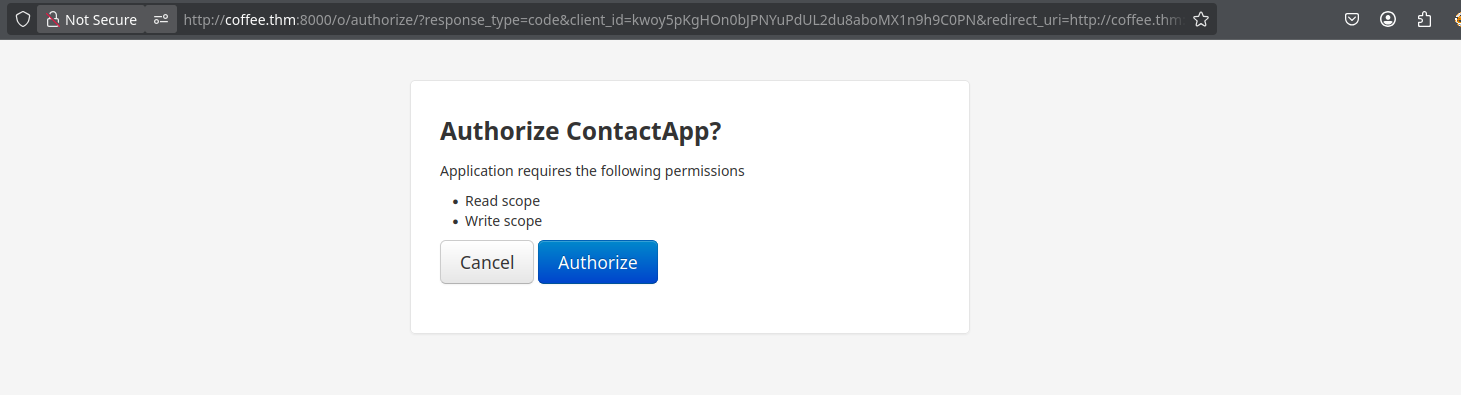 Not Secure http://coffee.thm:8000/o/authorize/?response_type=code&client_id=kwoy5pKgHOn0bJPNYuPdUL2du8aboMX1n9h9C0PN&redirect_uri=http://coffee.thm
Authorize ContactApp?
Application requires the following permissions
• Read scope
• Write scope
Cancel Authorize